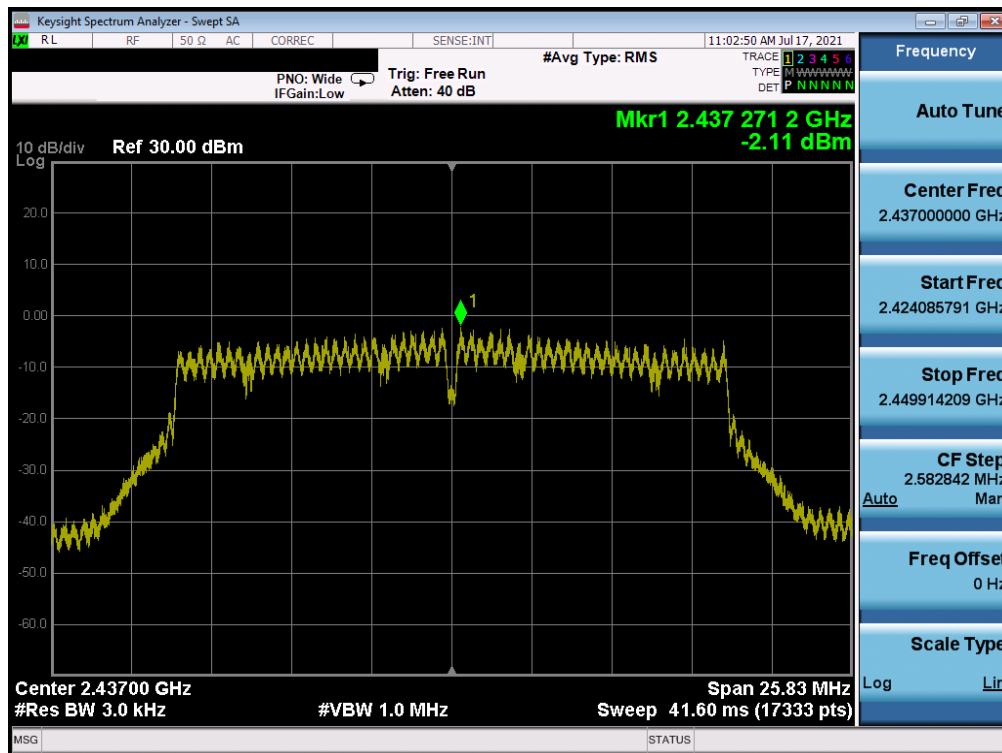 Keysight Spectrum Analyzer - Swept SA
LXI RL RF 50 Ω AC CORREC SENSE:INT 11:02:50 AM Jul 17, 2021
#Avg Type: RMS
TRACE 1 2 3 4 5 6
PNO: Wide
Trig: Free Run
TYPE M W W W W W
IFGain:Low
Atten: 40 dB
DET P N N N N N
Mkr1 2.437 271 2 GHz
-2.11 dBm
10 dB/div
Ref 30.00 dBm
Log
20.0
10.0
0.00
-10.0
-20.0
-30.0
-40.0
-50.0
-60.0
1
Center 2.43700 GHz
Span 25.83 MHz
#Res BW 3.0 kHz
#VBW 1.0 MHz
Sweep 41.60 ms (17333 pts)
MSG
STATUS
Frequency
Auto Tune
Center Freq
2.437000000 GHz
Start Freq
2.424085791 GHz
Stop Freq
2.449914209 GHz
CF Step
2.582842 MHz
Auto Man
Freq Offset
0 Hz
Scale Type
Log Lin